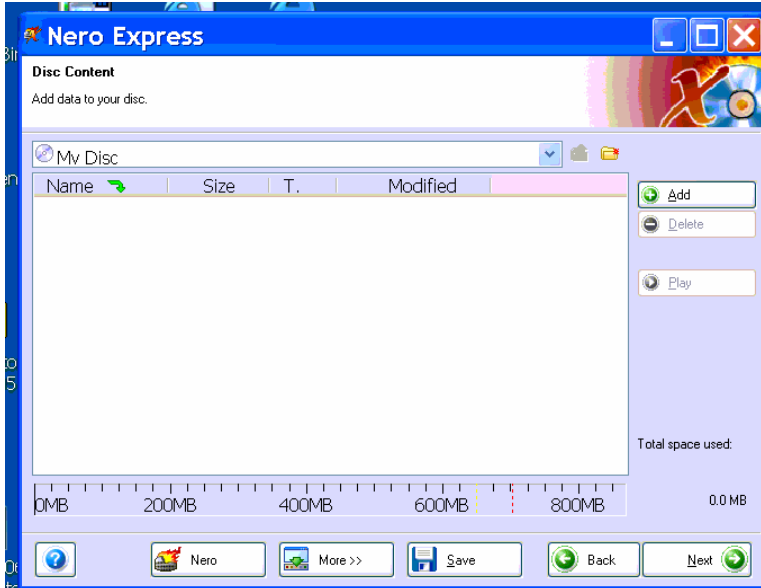 Nero Express
Disc Content
Add data to your disc.
My Disc
Name Size T. Modified
Add
Delete
Play
Total space used:
0MB 200MB 400MB 600MB 800MB 0.0 MB
Nero More >> Save Back Next